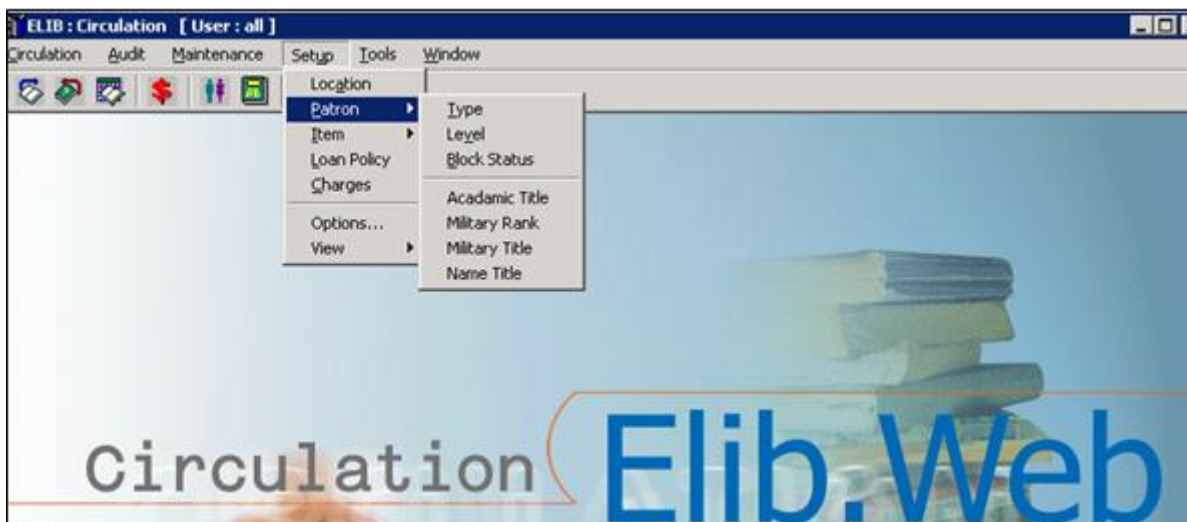 ELIB : Circulation [ User : all ]
Circulation Audit Maintenance Setup Tools Window
Location
Patron
Item
Loan Policy
Charges
Options...
View
Type
Level
Block Status
Acadamic Title
Military Rank
Military Title
Name Title
Circulation Elib.Web